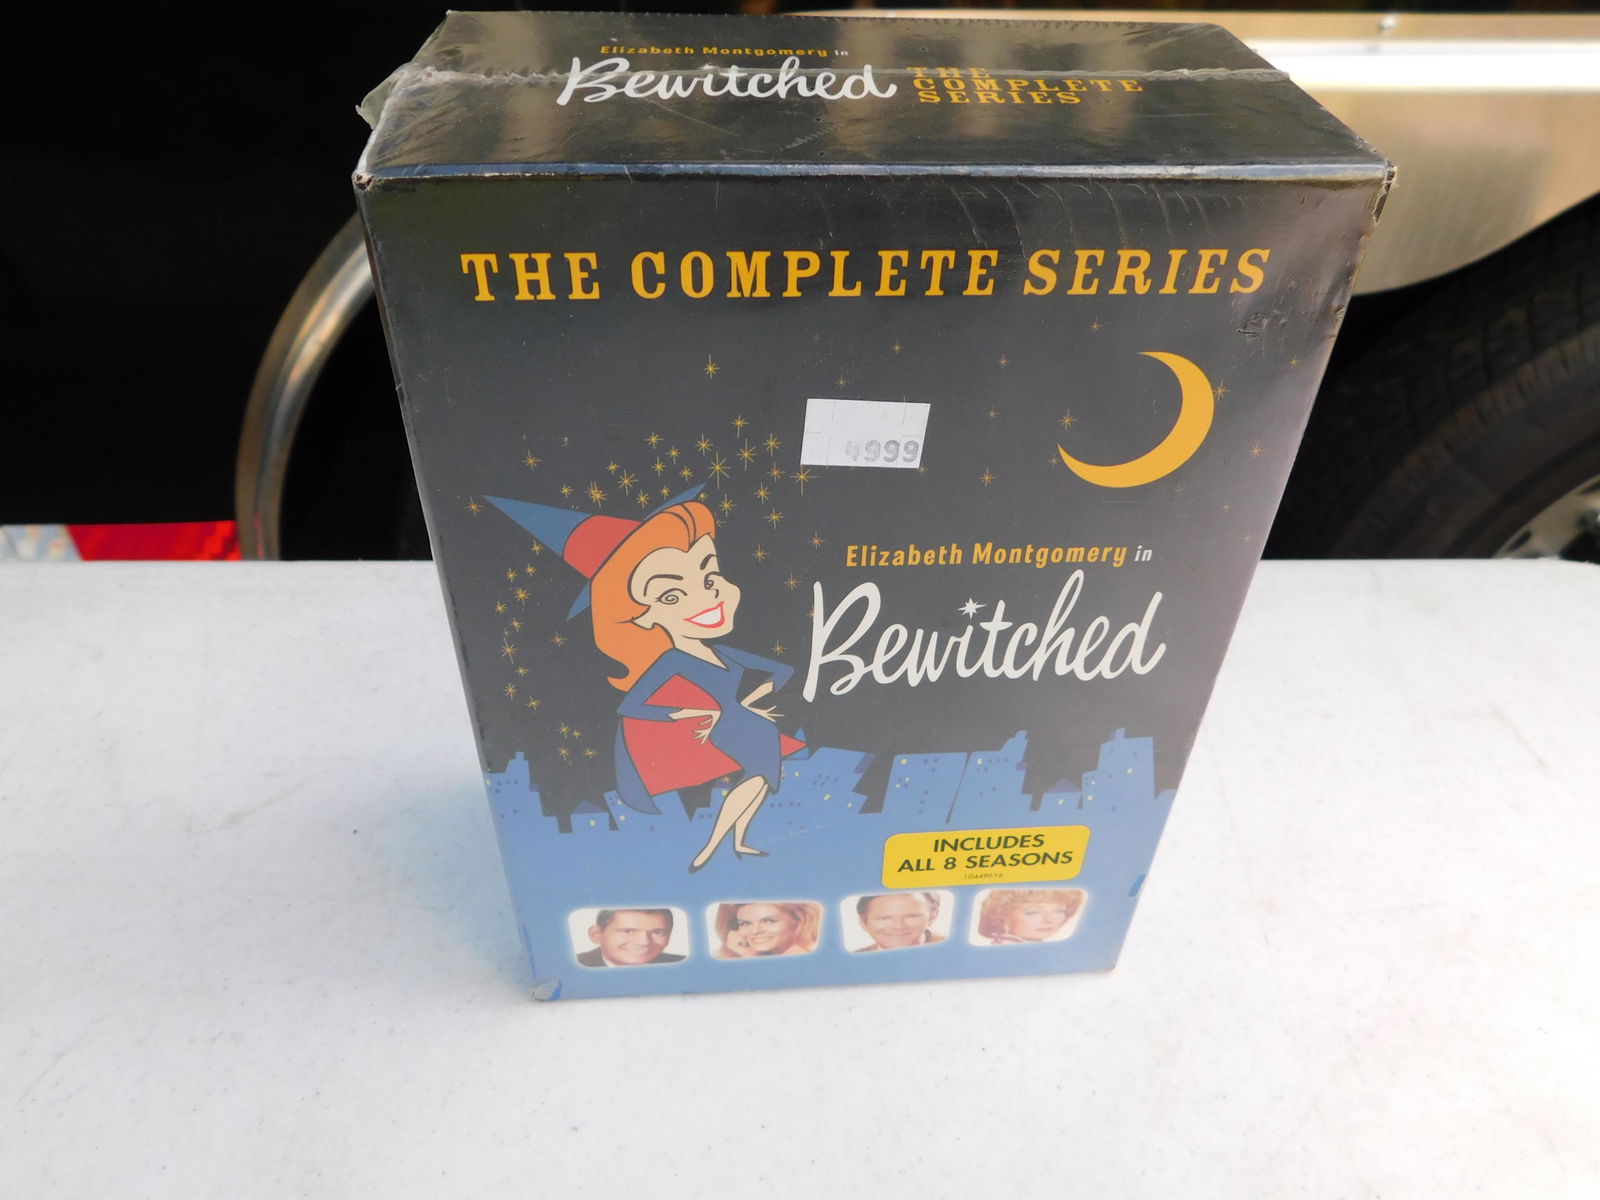 Elizabeth Montgomery in
Bewitched
THE
COMPLETE
SERIES
THE COMPLETE SERIES
4999
Elizabeth Montgomery in
Bewitched
INCLUDES
ALL 8 SEASONS
10449616